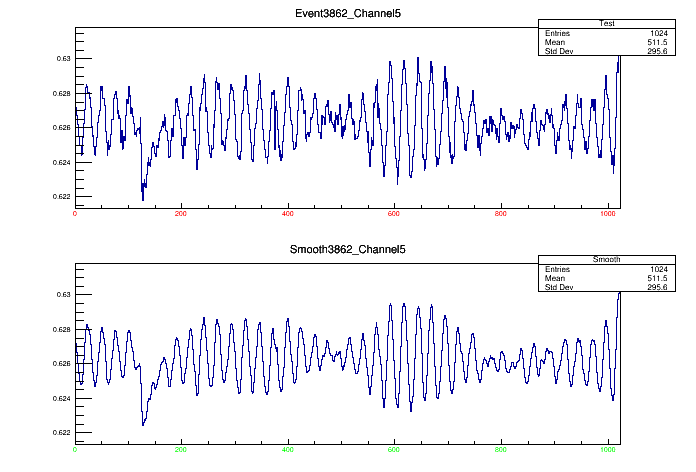 Event3862_Channel5
Test
Entries 1024
Mean 511.5
Std Dev 295.6
0.63
0.628
0.626
0.624
0.622
0 200 400 600 800 1000
Smooth3862_Channel5
Smooth
Entries 1024
Mean 511.5
Std Dev 295.6
0.63
0.628
0.626
0.624
0.622
0 200 400 600 800 1000